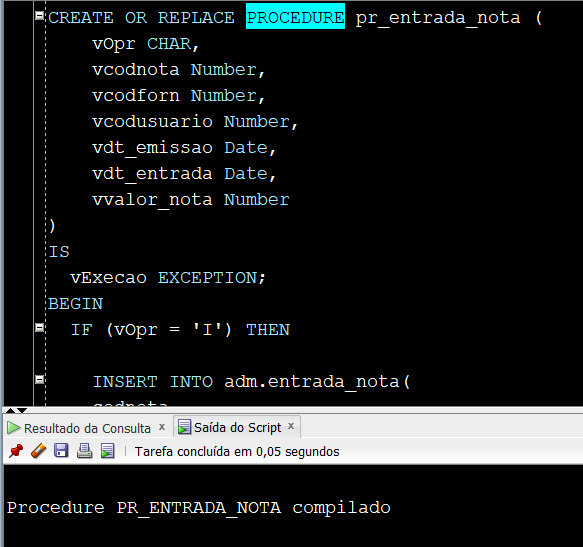 CREATE OR REPLACE PROCEDURE pr_entrada_nota (
vOpr CHAR,
vcodnota Number,
vcodforn Number,
vcodusuario Number,
vdt_emissao Date,
vdt_entrada Date,
vvalor_nota Number
)
IS
vExecao EXCEPTION;
BEGIN
IF (vOpr = 'I') THEN
INSERT INTO adm.entrada_nota(
codnota
Resultado da Consulta x Saída do Script x
Tarefa concluída em 0,05 segundos
Procedure PR_ENTRADA_NOTA compilado